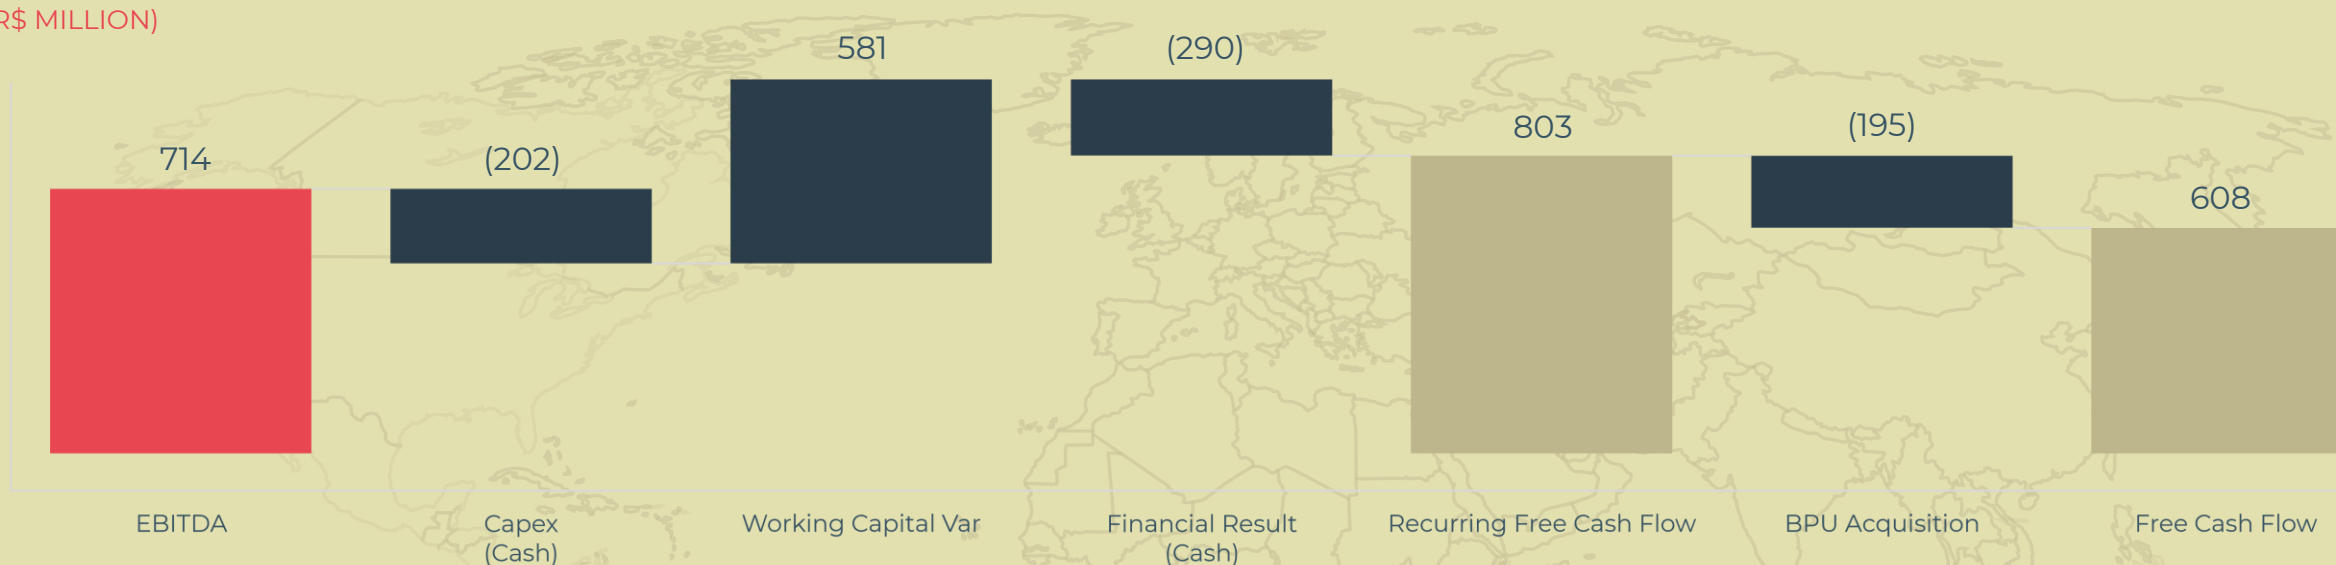 R$ MILLION)
714
(202)
581
(290)
803
(195)
608
EBITDA
Capex
(Cash)
Working Capital Var
Financial Result
(Cash)
Recurring Free Cash Flow
BPU Acquisition
Free Cash Flow